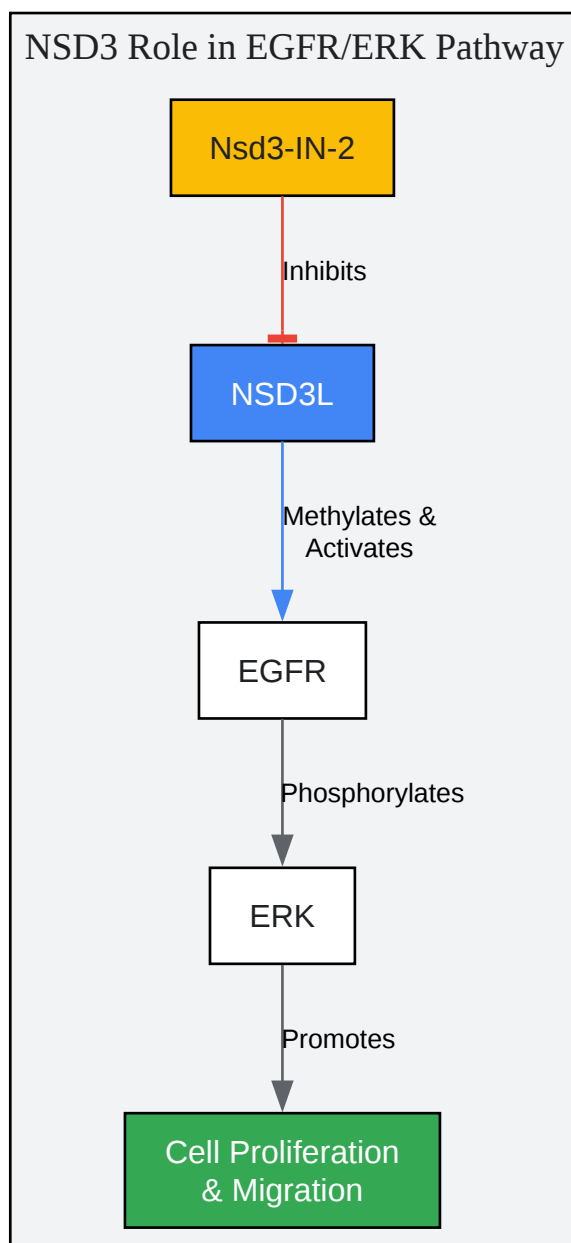 NSD3 Role in EGFR/ERK Pathway
Nsd3-IN-2
Inhibits
NSD3L
Methylates &
Activates
EGFR
Phosphorylates
ERK
Promotes
Cell Proliferation
& Migration